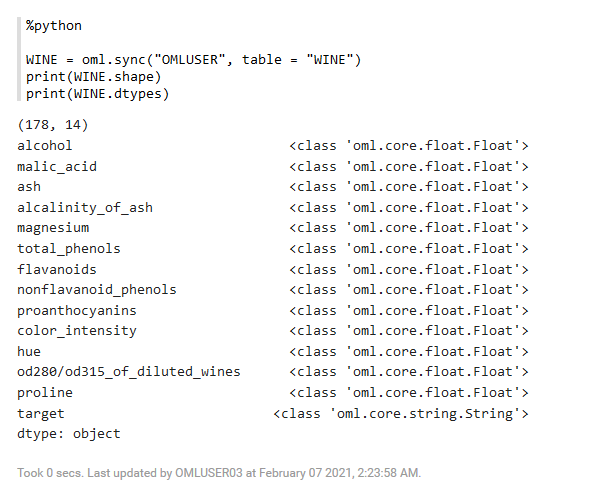 %python
WINE = oml.sync("OMLUSER", table = "WINE")
print(WINE.shape)
print(WINE.dtypes)
(178, 14)
alcohol <class 'oml.core.float.Float'>
malic_acid <class 'oml.core.float.Float'>
ash <class 'oml.core.float.Float'>
alcalinity_of_ash <class 'oml.core.float.Float'>
magnesium <class 'oml.core.float.Float'>
total_phenols <class 'oml.core.float.Float'>
flavanoids <class 'oml.core.float.Float'>
nonflavanoid_phenols <class 'oml.core.float.Float'>
proanthocyanins <class 'oml.core.float.Float'>
color_intensity <class 'oml.core.float.Float'>
hue <class 'oml.core.float.Float'>
od280/od315_of_diluted_wines <class 'oml.core.float.Float'>
proline <class 'oml.core.float.Float'>
target <class 'oml.core.string.String'>
dtype: object
Took 0 secs. Last updated by OMLUSER03 at February 07 2021, 2:23:58 AM.